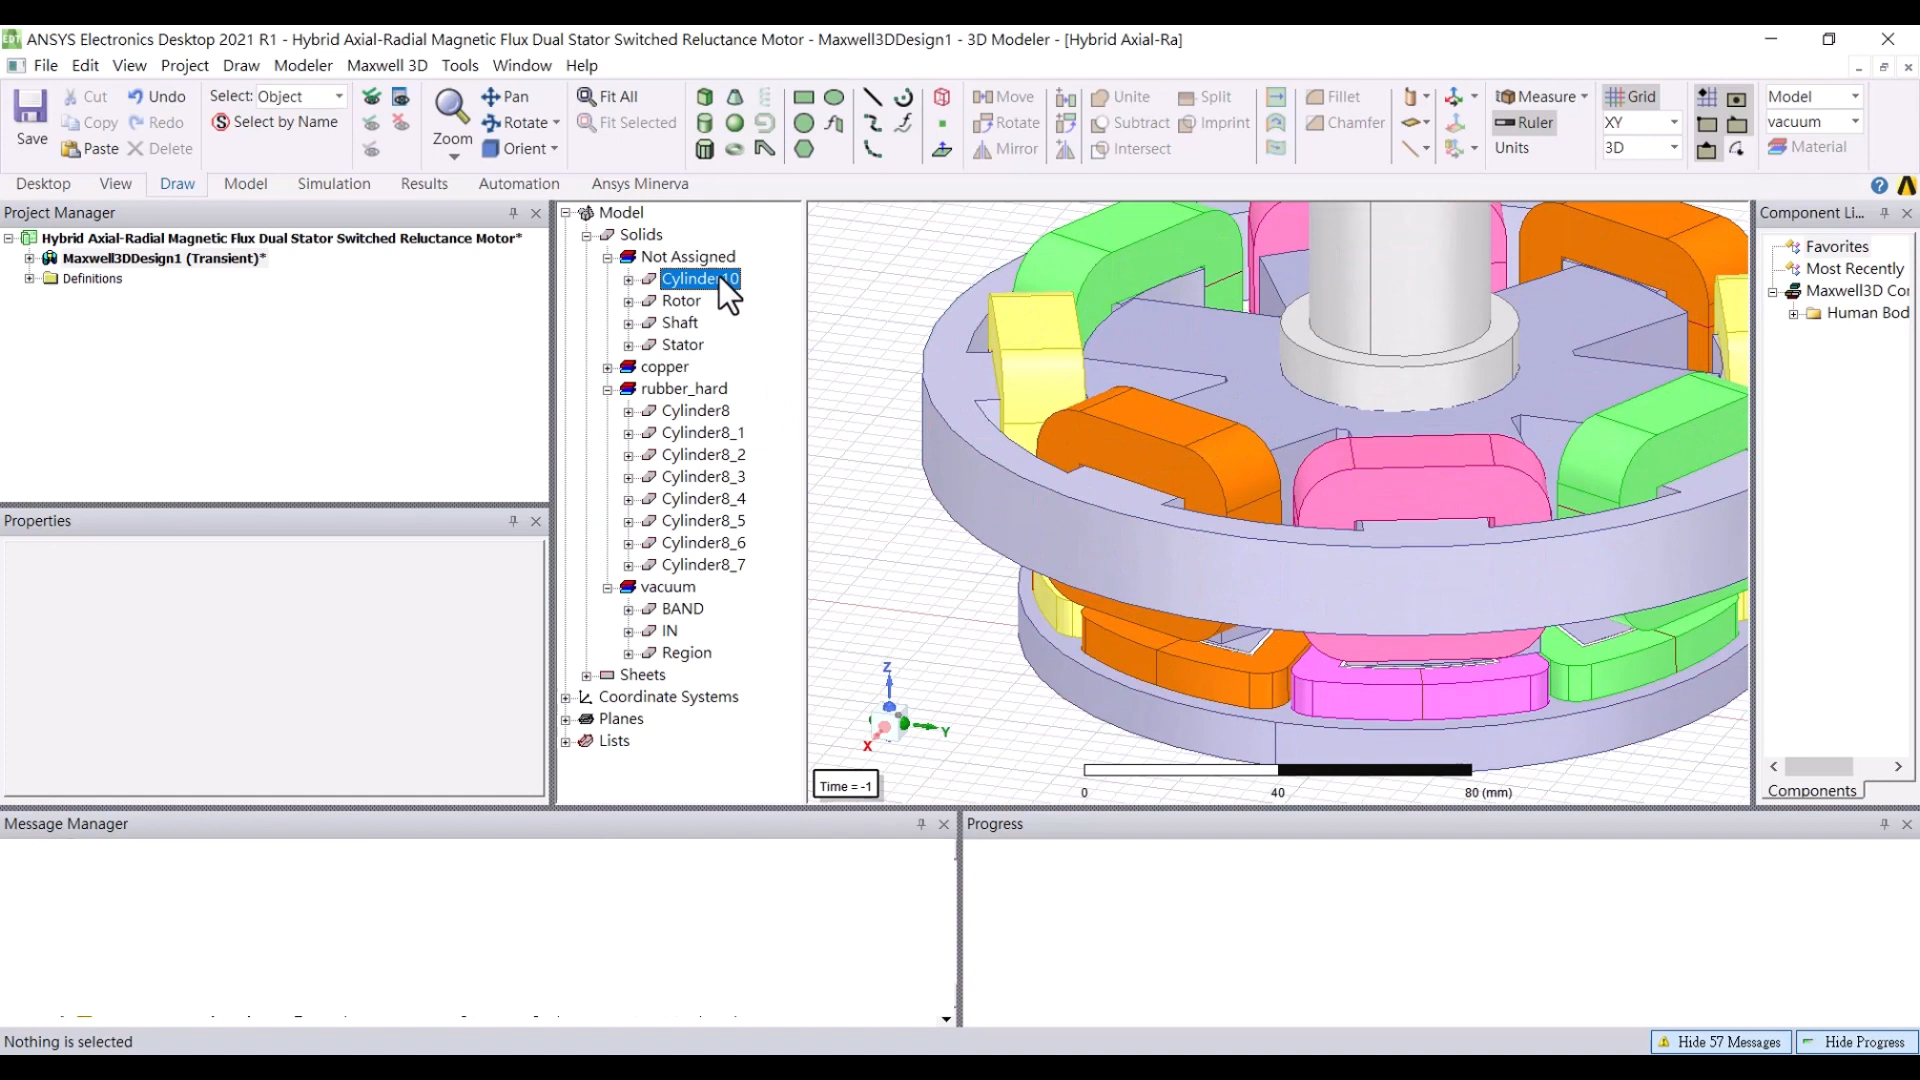 ANSYS Electronics Desktop 2021 R1 - Hybrid Axial-Radial Magnetic Flux Dual Stator Switched Reluctance Motor - Maxwell3DDesign1 - 3D Modeler - [Hybrid Axial-Ra]
File Edit View Project Draw Modeler Maxwell 3D Tools Window Help
Save
Cut Undo
Copy Redo
Paste Delete
Select: Object
Select by Name
Zoom
Pan
Rotate
Orient
Fit All
Fit Selected
Move
Rotate
Mirror
Unite Split
Subtract Imprint
Intersect
Fillet
Chamfer
Measure
Ruler
Units
Grid
XY
3D
Model
vacuum
Material
Desktop View Draw Model Simulation Results Automation Ansys Minerva
Project Manager
Hybrid Axial-Radial Magnetic Flux Dual Stator Switched Reluctance Motor*
Maxwell3DDesign1 (Transient)*
Definitions
Properties
Model
Solids
Not Assigned
Cylinder10
Rotor
Shaft
Stator
copper
rubber_hard
Cylinder8
Cylinder8_1
Cylinder8_2
Cylinder8_3
Cylinder8_4
Cylinder8_5
Cylinder8_6
Cylinder8_7
vacuum
BAND
IN
Region
Sheets
Coordinate Systems
Planes
Lists
Z
Y
X
Time = -1
0 40 80 (mm)
Component Li...
Favorites
Most Recently
Maxwell3D Co
Human Bod
Components
Message Manager
Progress
Nothing is selected
Hide 57 Messages
Hide Progress